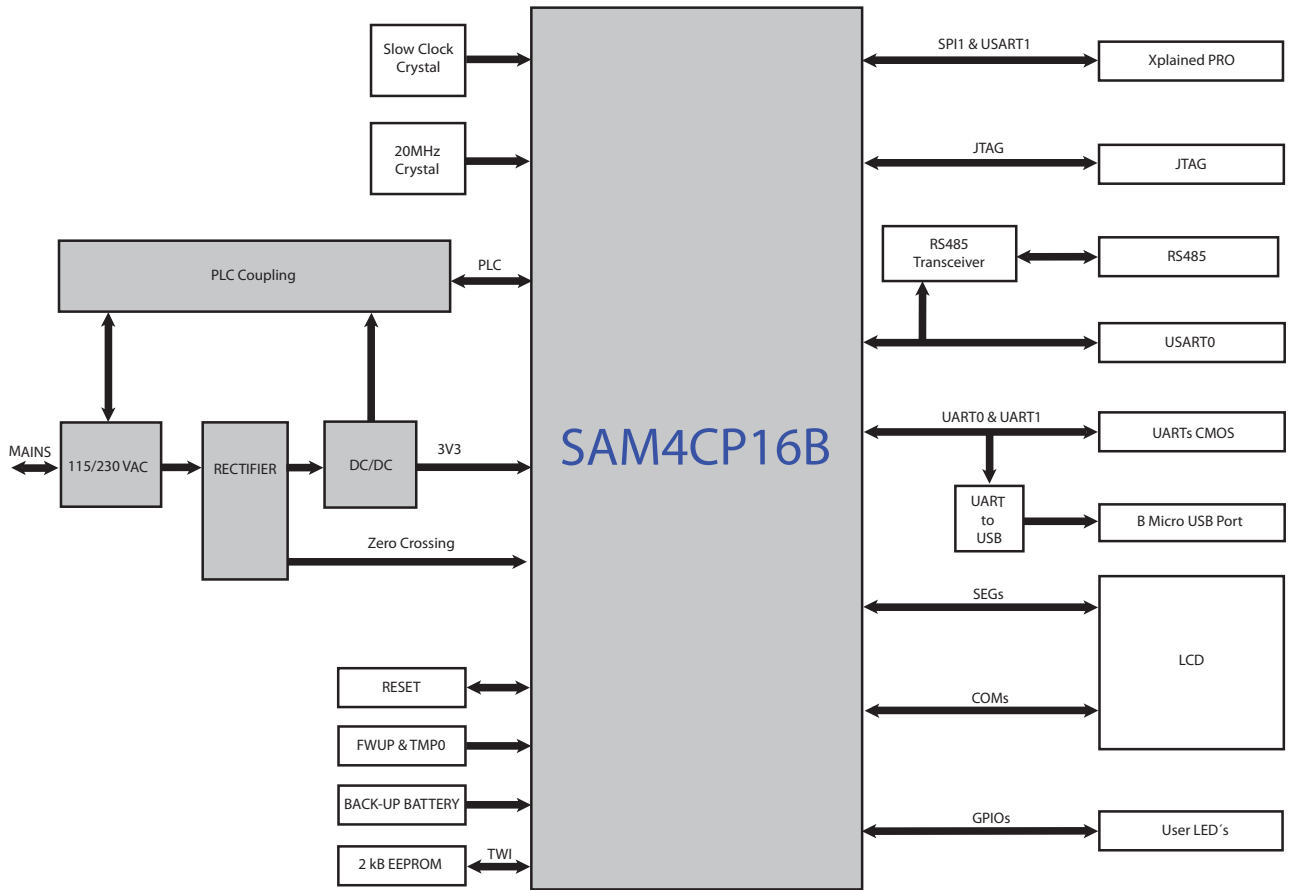 Slow Clock
Crystal
SPI1 & USART1
Xplained PRO
20MHz
Crystal
JTAG
JTAG
PLC Coupling
PLC
RS485
Transceiver
RS485
USART0
SAM4CP16B
MAINS
115/230 VAC
RECTIFIER
DC/DC
3V3
Zero Crossing
UART0 & UART1
UARTs CMOS
UART
to
USB
B Micro USB Port
SEGs
LCD
COMs
RESET
FWUP & TMP0
BACK-UP BATTERY
2 kB EEPROM
TWI
GPIOs
User LED´s